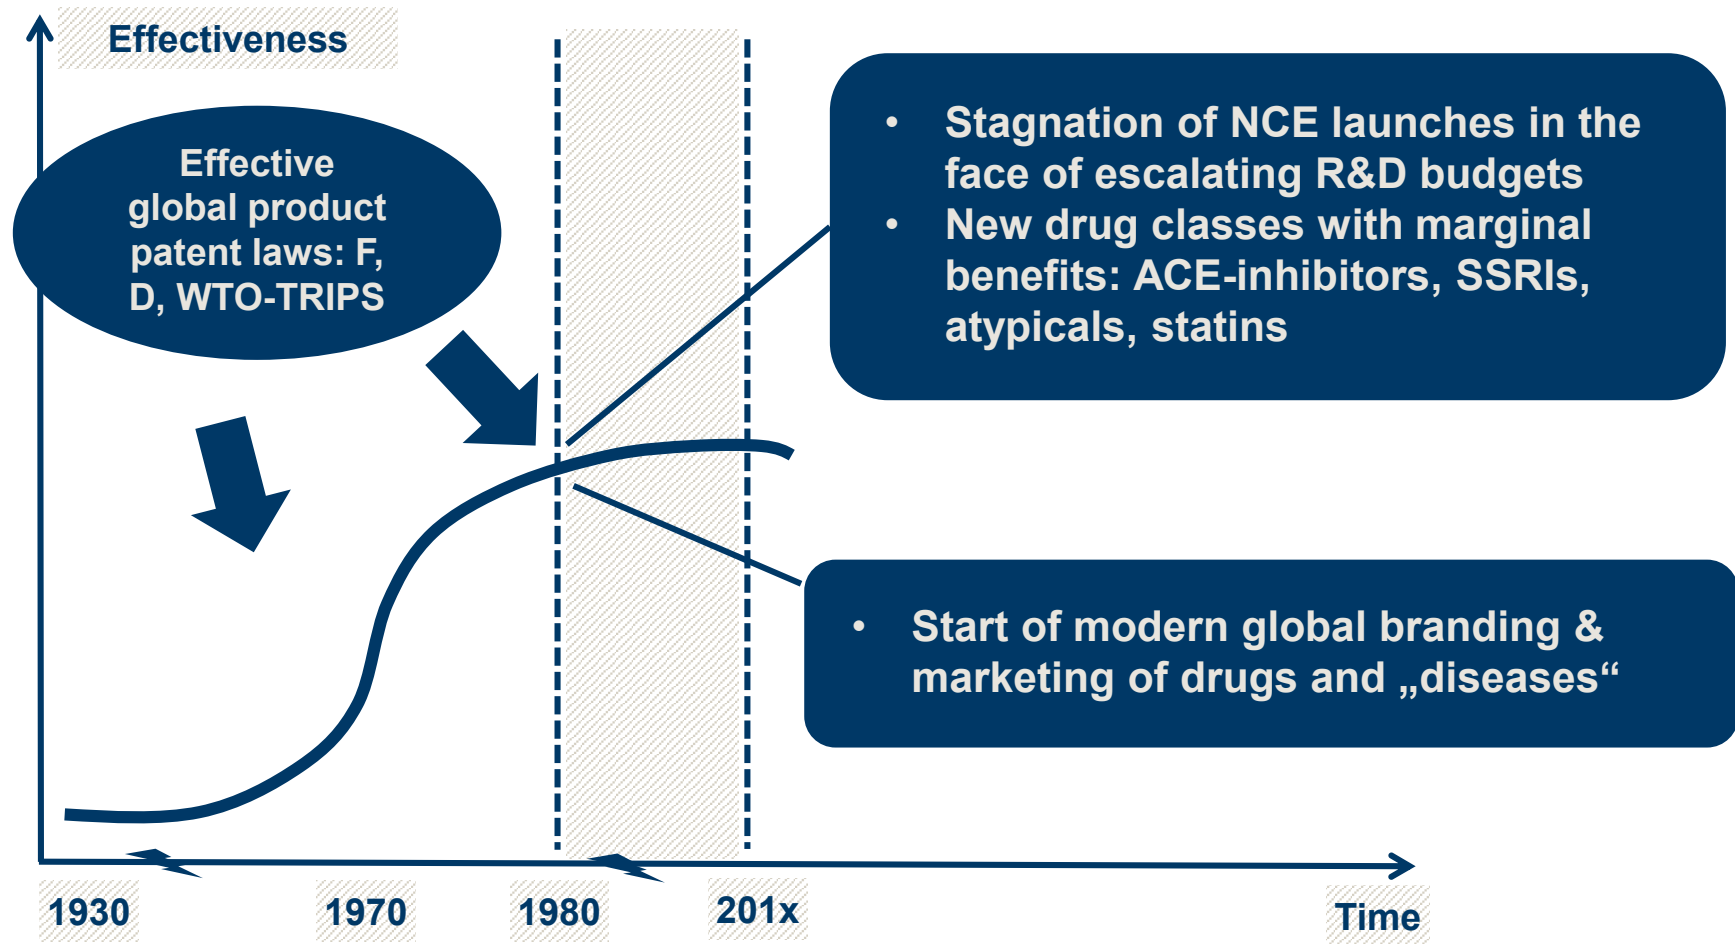 Effectiveness
Effective
global product
patent laws: F,
D, WTO-TRIPS
• Stagnation of NCE launches in the
face of escalating R&D budgets
• New drug classes with marginal
benefits: ACE-inhibitors, SSRIs,
atypicals, statins
• Start of modern global branding &
marketing of drugs and „diseases“
1930
1970
1980
201x
Time